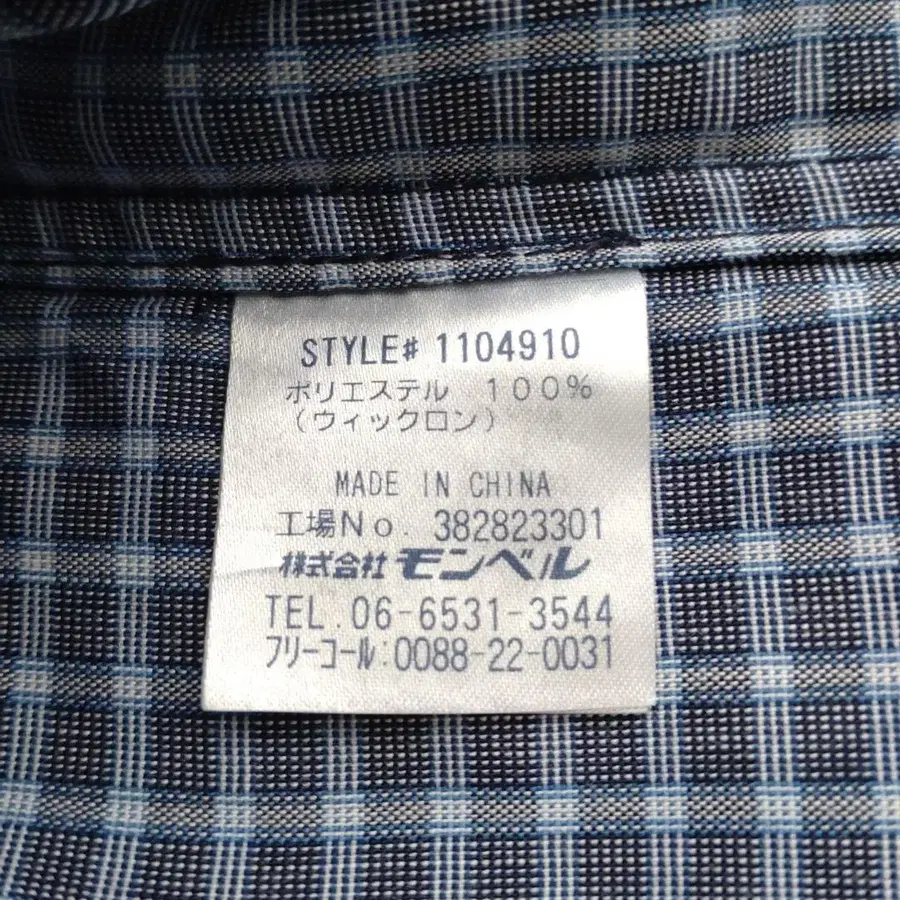 STYLE# 1104910
ポリエステル 100%
(ウィックロン)
MADE IN CHINA
工場No. 382823301
株式会社 モンベル
TEL.06-6531-3544
フリーコール:0088-22-0031